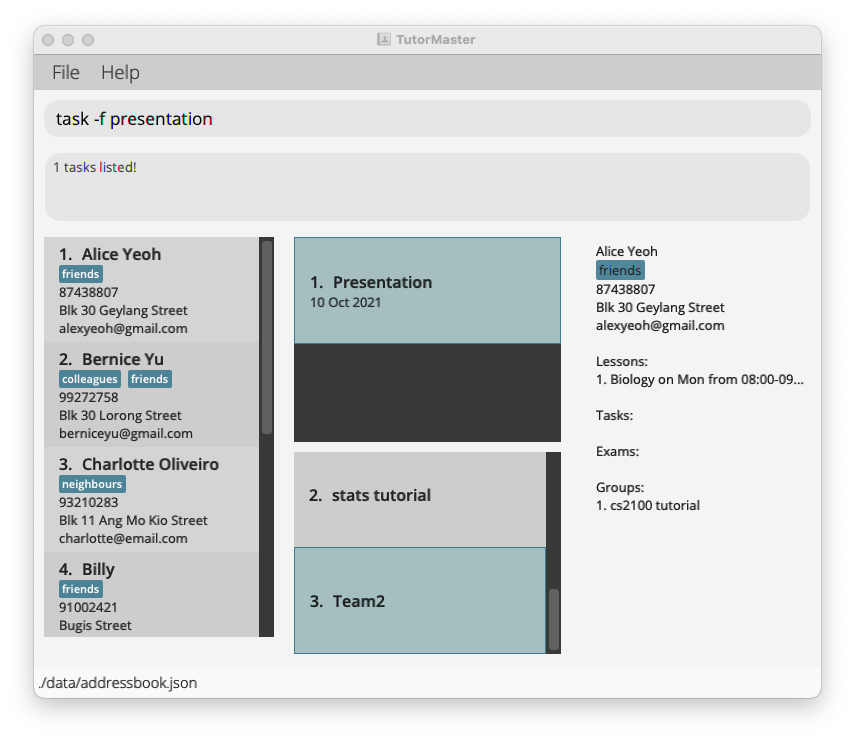 TutorMaster
File Help
task -f presentation
1 tasks listed!
1. Alice Yeoh
friends
87438807
Blk 30 Geylang Street
alexyeoh@gmail.com
2. Bernice Yu
colleagues friends
99272758
Blk 30 Lorong Street
berniceyu@gmail.com
3. Charlotte Oliveiro
neighbours
93210283
Blk 11 Ang Mo Kio Street
charlotte@email.com
4. Billy
friends
91002421
Bugis Street
1. Presentation
10 Oct 2021
2. stats tutorial
3. Team2
Alice Yeoh
friends
87438807
Blk 30 Geylang Street
alexyeoh@gmail.com
Lessons:
1. Biology on Mon from 08:00-09...
Tasks:
Exams:
Groups:
1. cs2100 tutorial
./data/addressbook.json